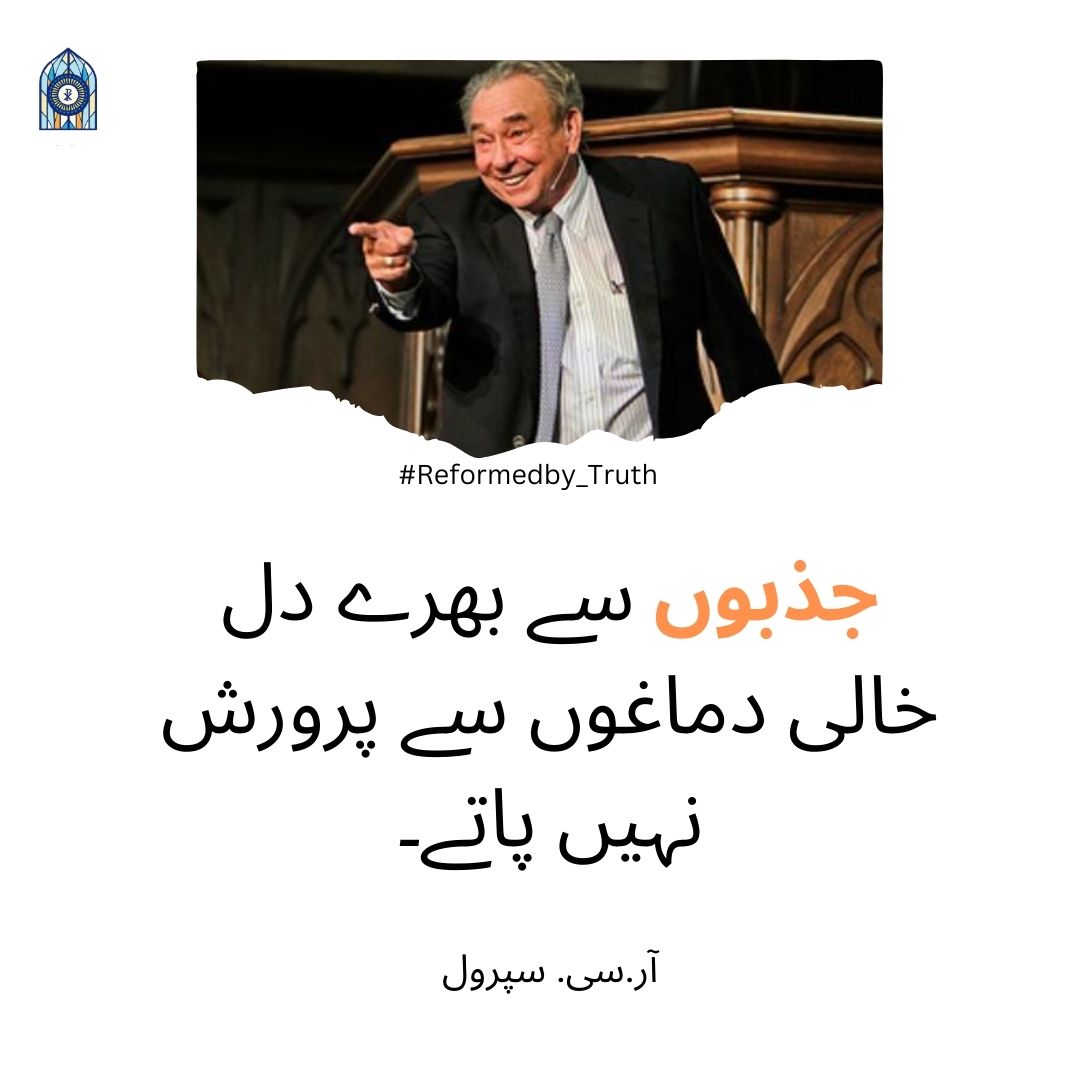 #Reformedby_Truth
جذبوں سے بھرے دل
خالی دماغوں سے پرورش
نہیں پاتے۔
آر.سی. سپرول